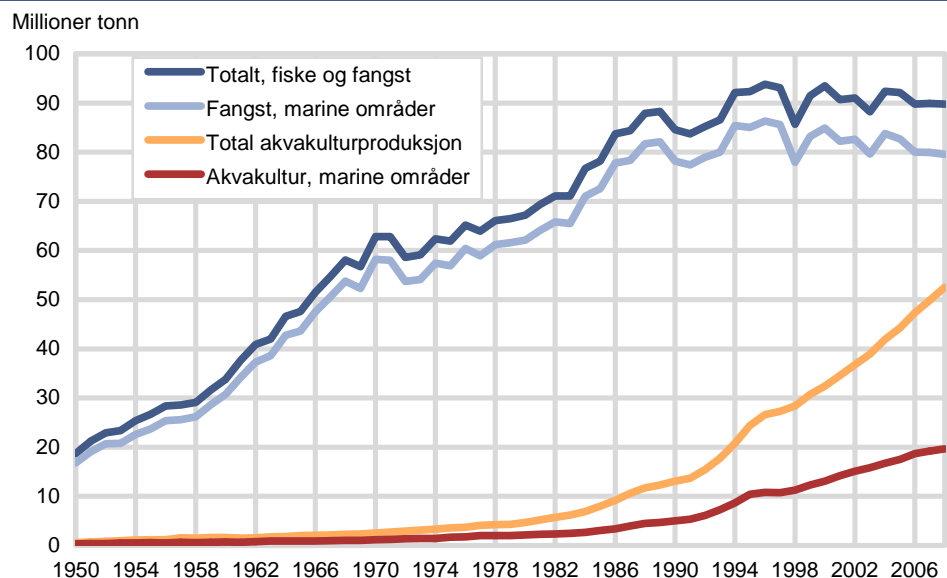 Millioner tonn
100
90
80
70
60
50
40
30
20
10
0
Totalt, fiske og fangst
Fangst, marine områder
Total akvakulturproduksjon
Akvakultur, marine områder
1950 1954 1958 1962 1966 1970 1974 1978 1982 1986 1990 1994 1998 2002 2006